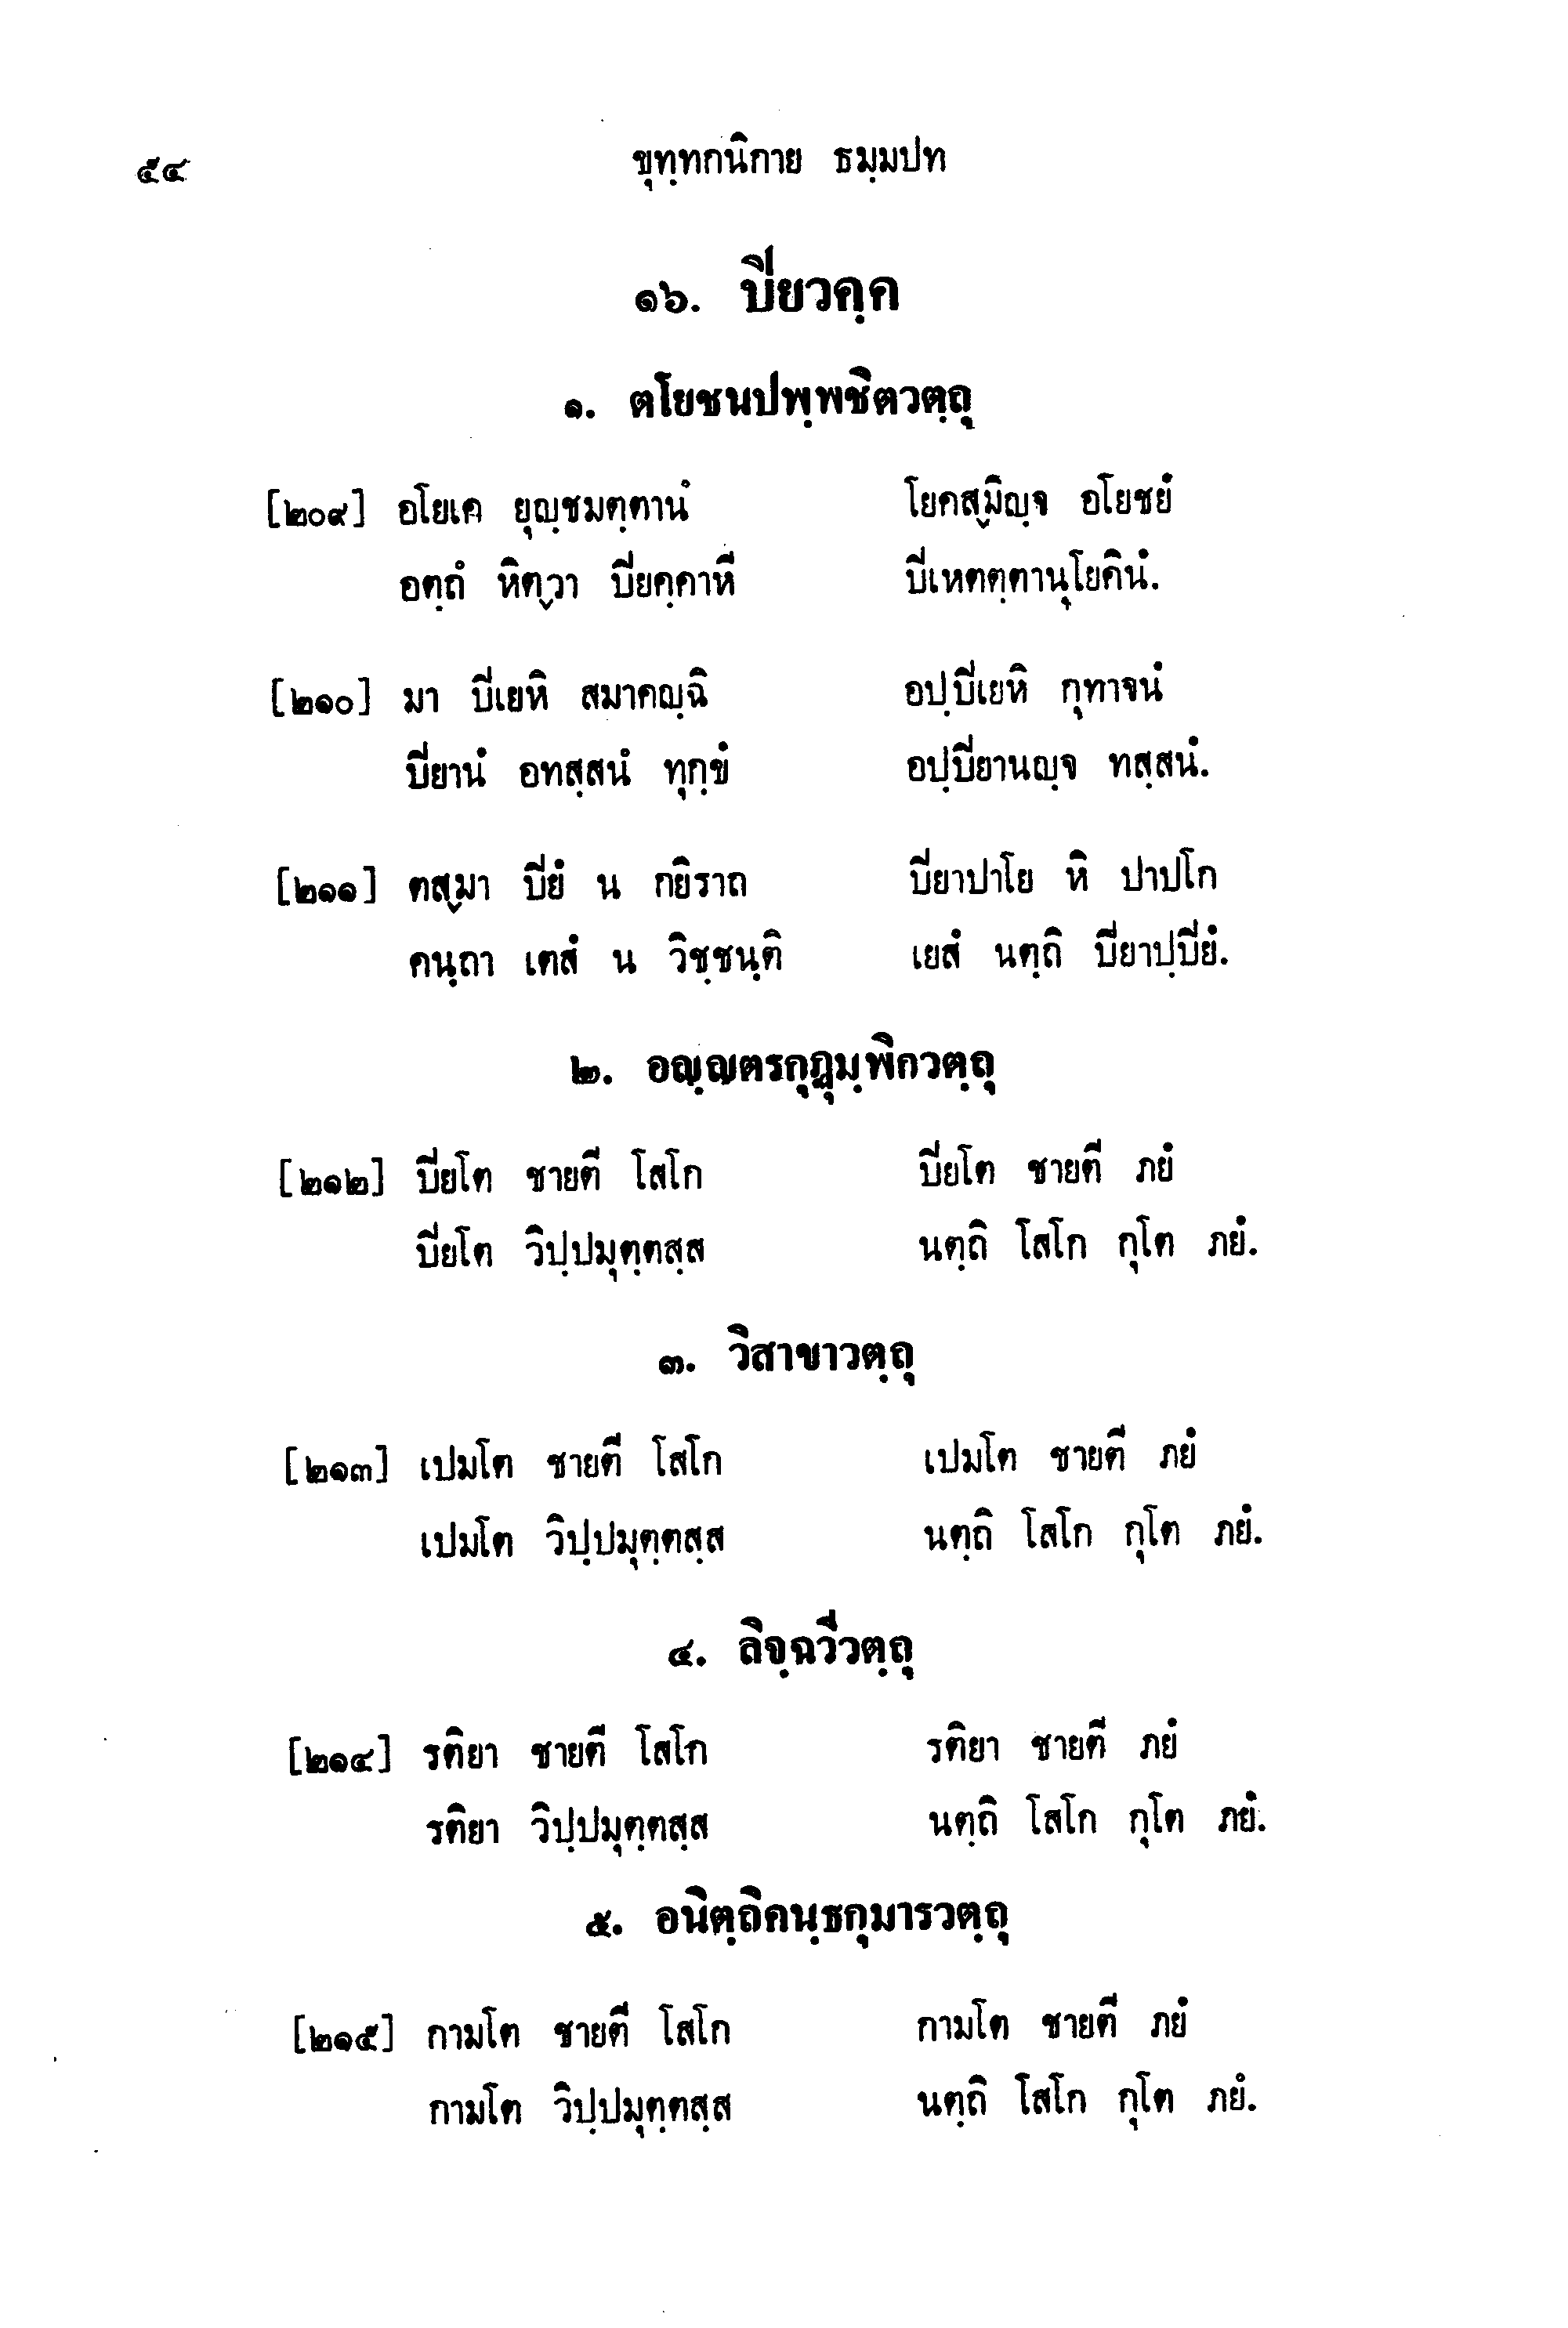 ๕๔
ขุทฺทกนิกาย ธมฺมปท
๑๖. ปิยวคฺค
๑. ตโยชนปพฺพชิตวตฺถุ
[๒๐๙] อโยเค ยุญฺชมตฺตานํ โยคสฺมิญฺจ อโยชยํ
อตฺถํ หิตฺวา ปิยคฺคาหี ปิเหตตฺตานุโยคินํ.
[๒๑๐] มา ปิเยหิ สมาคญฺฉิ อปฺปิเยหิ กุทาจนํ
ปิยานํ อทสฺสนํ ทุกฺขํ อปฺปิยานญฺจ ทสฺสนํ.
[๒๑๑] ตสฺมา ปิยํ น กยิราถ ปิยาปาโย หิ ปาปโก
คนฺถา เตสํ น วิชฺชนฺติ เยสํ นตฺถิ ปิยาปฺปิยํ.
๒. อญฺญตรกุฏุมฺพิกวตฺถุ
[๒๑๒] ปิยโต ชายตี โสโก ปิยโต ชายตี ภยํ
ปิยโต วิปฺปมุตฺตสฺส นตฺถิ โสโก กุโต ภยํ.
๓. วิสาขาวตฺถุ
[๒๑๓] เปมโต ชายตี โสโก เปมโต ชายตี ภยํ
เปมโต วิปฺปมุตฺตสฺส นตฺถิ โสโก กุโต ภยํ.
๔. ลิจฺฉวีวตฺถุ
[๒๑๔] รติยา ชายตี โสโก รติยา ชายตี ภยํ
รติยา วิปฺปมุตฺตสฺส นตฺถิ โสโก กุโต ภยํ.
๕. อนิตฺถิคนฺธกุมารวตฺถุ
[๒๑๕] กามโต ชายตี โสโก กามโต ชายตี ภยํ
กามโต วิปฺปมุตฺตสฺส นตฺถิ โสโก กุโต ภยํ.